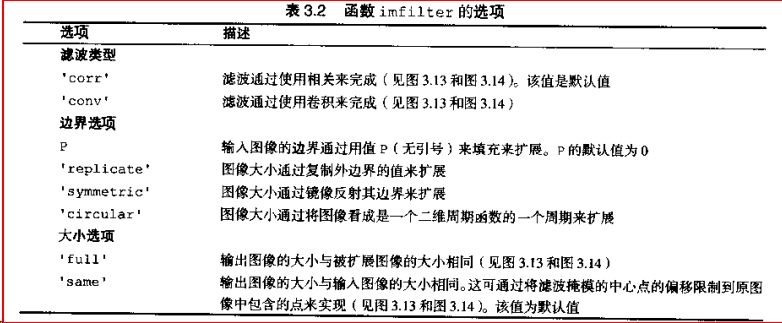 表 3.2 函数 imfilter 的选项
选项 描述
滤波类型
'corr' 滤波通过使用相关来完成（见图 3.13 和图 3.14）。该值是默认值
'conv' 滤波通过使用卷积来完成（见图 3.13 和图 3.14）
边界选项
P 输入图像的边界通过用值 P（无引号）来填充来扩展。P 的默认值为 0
'replicate' 图像大小通过复制外边界的值来扩展
'symmetric' 图像大小通过镜像反射其边界来扩展
'circular' 图像大小通过将图像看成是一个二维周期函数的一个周期来扩展
大小选项
'full' 输出图像的大小与被扩展图像的大小相同（见图 3.13 和图 3.14）
'same' 输出图像的大小与输入图像的大小相同。这可通过将滤波掩模的中心点的偏移限制到原图
像中包含的点来实现（见图 3.13 和图 3.14）。该值为默认值